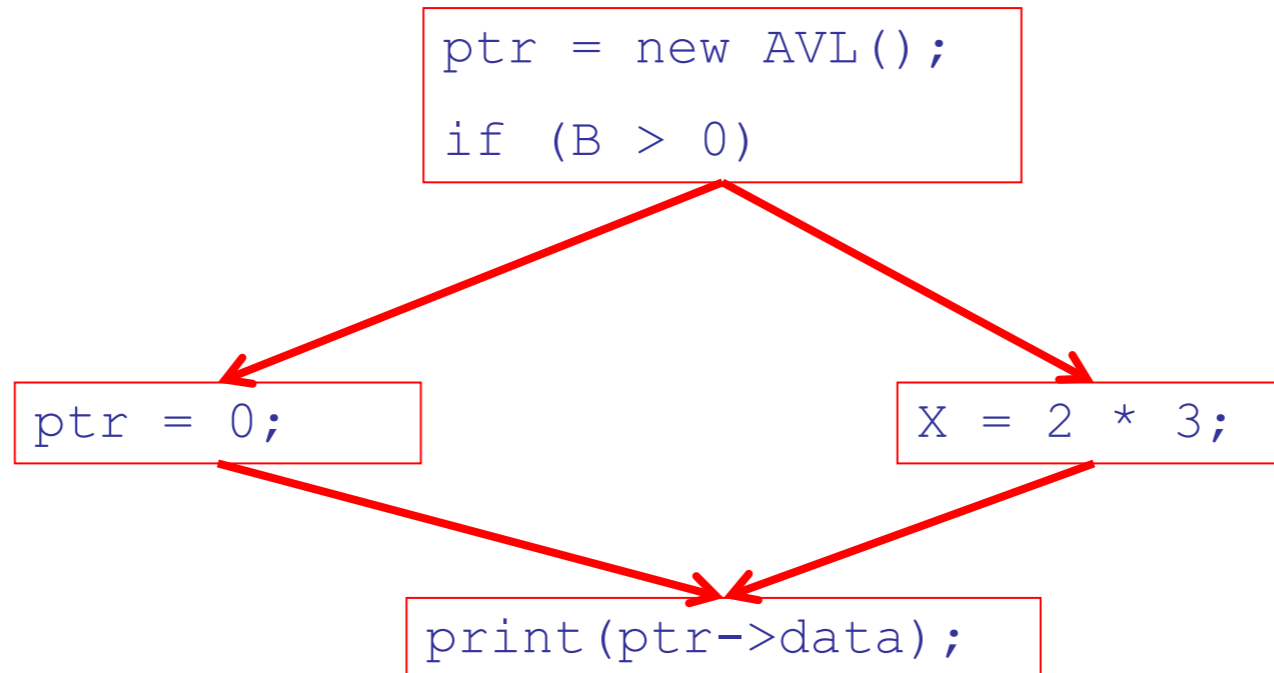 ptr = new AVL();
if (B > 0)
ptr = 0;
X = 2 * 3;
print(ptr->data);